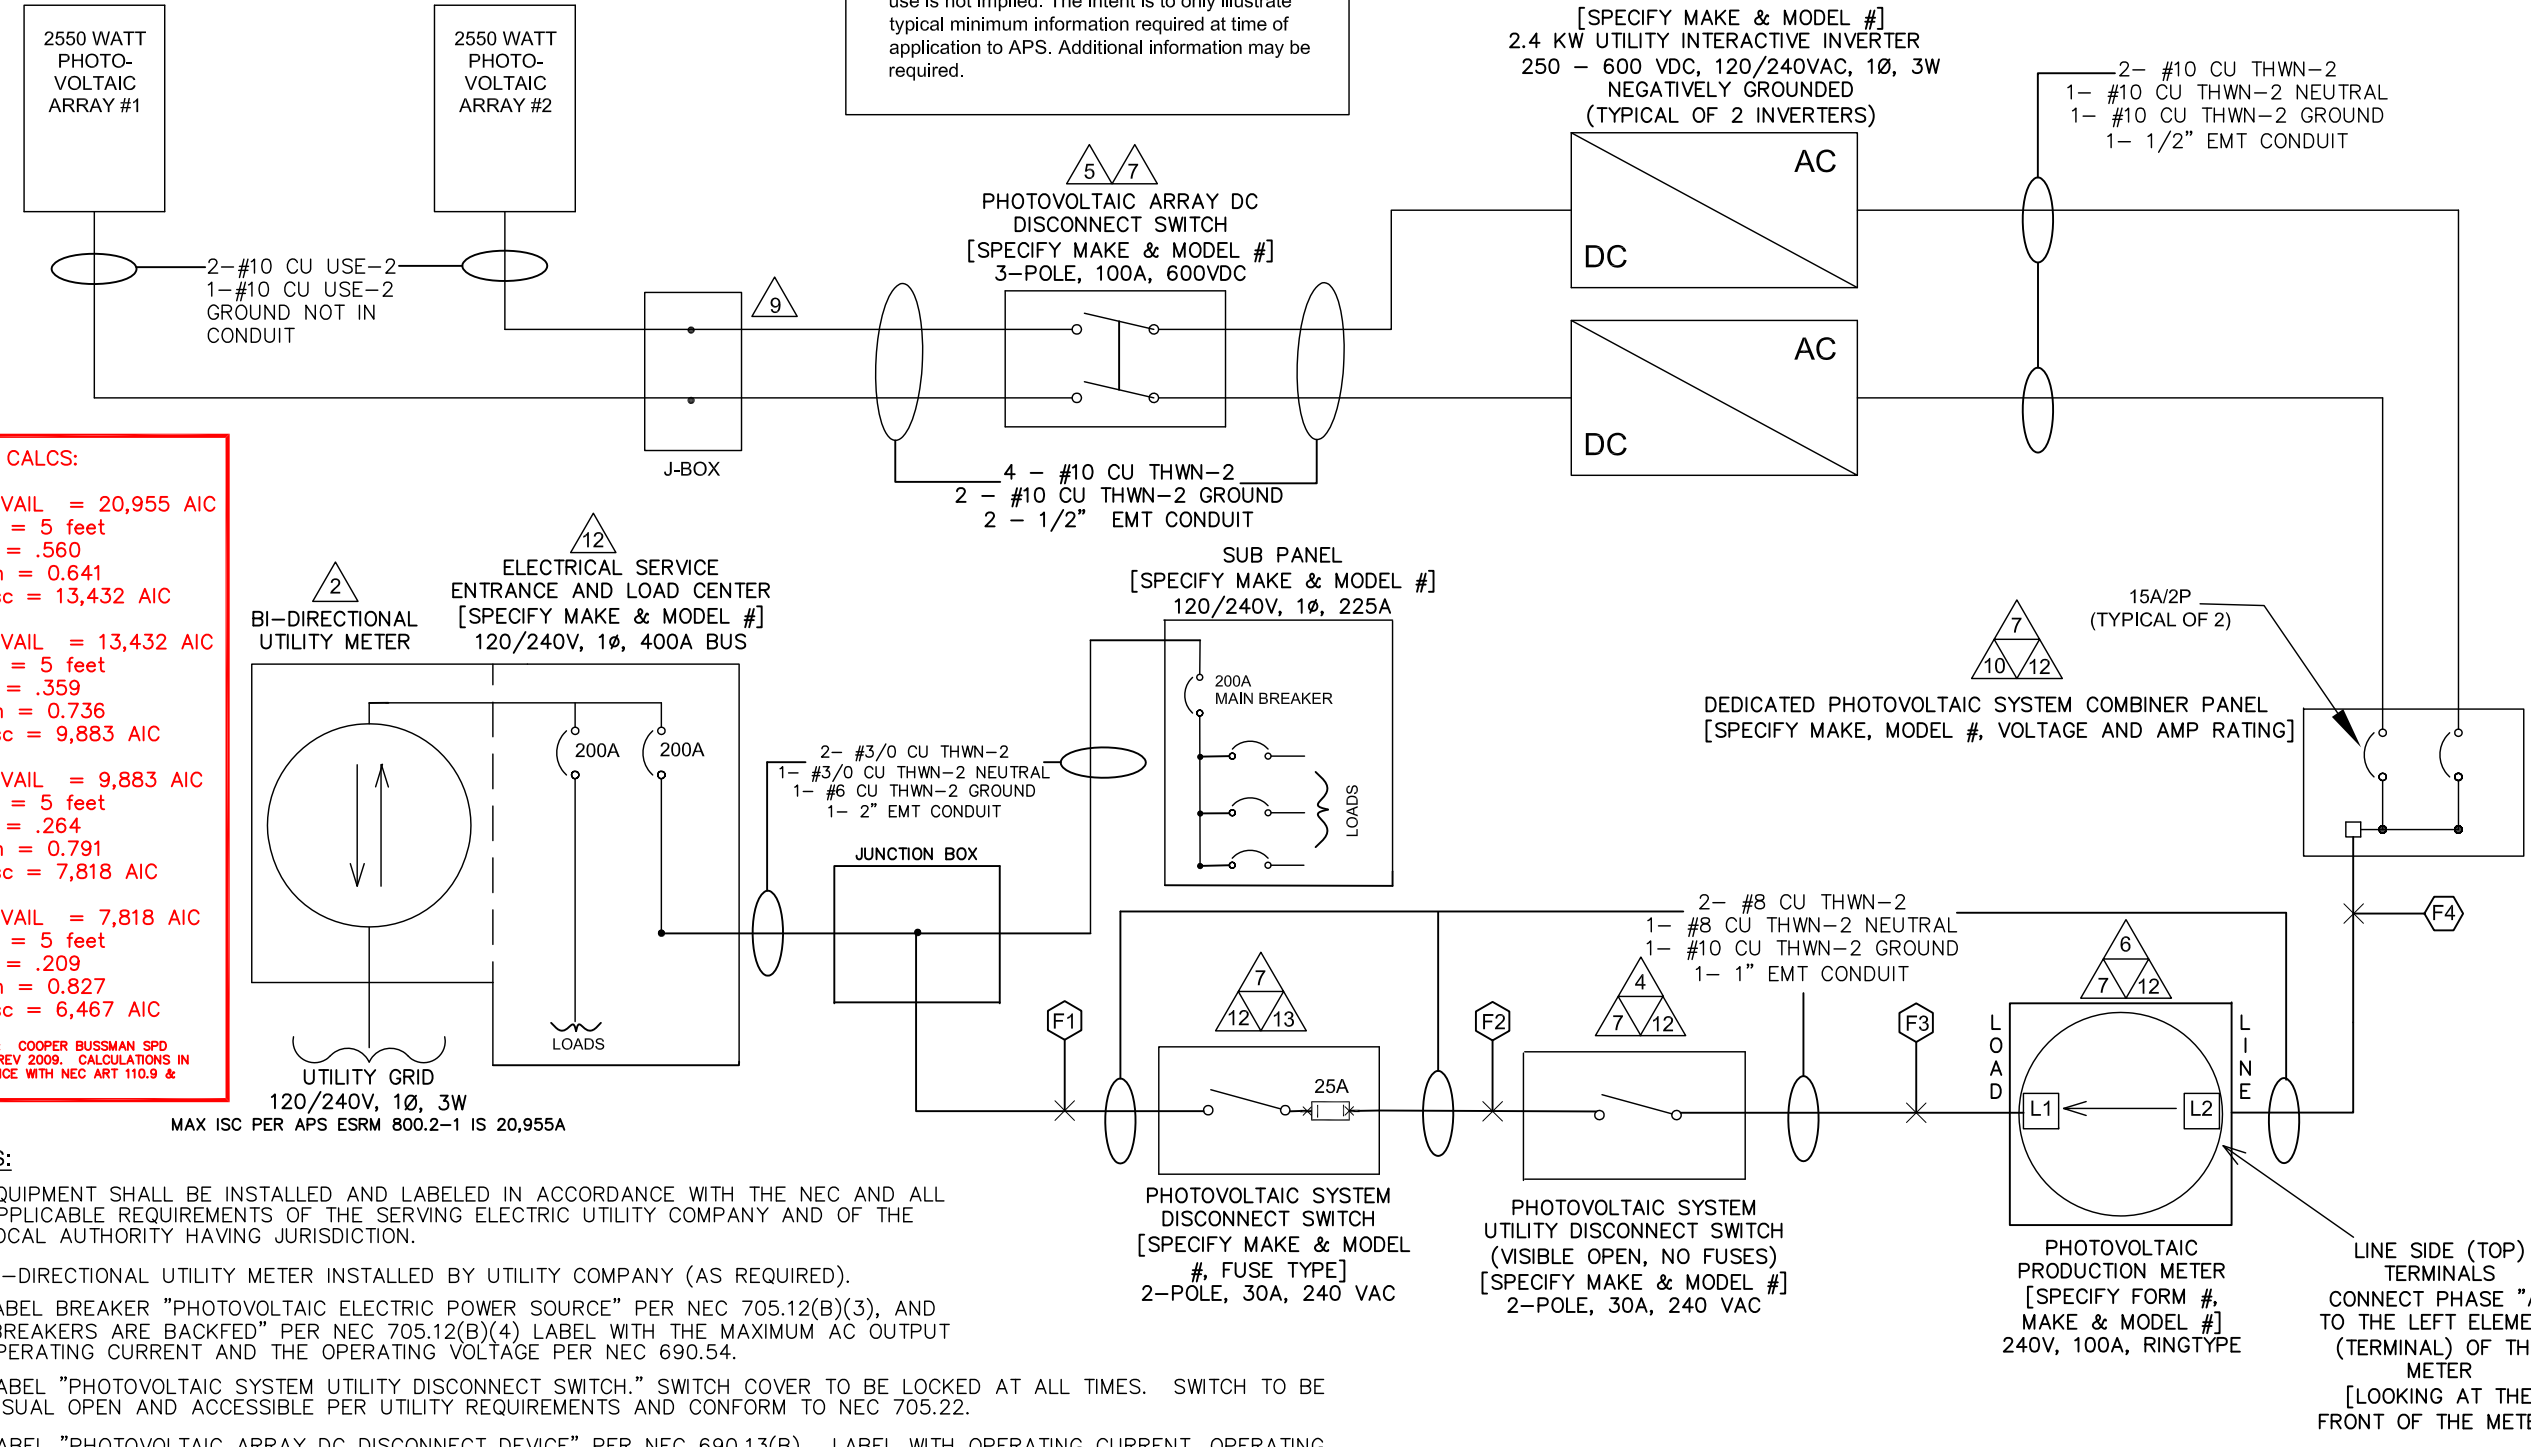 2550 WATT
PHOTO-
VOLTAIC
ARRAY #1
2550 WATT
PHOTO-
VOLTAIC
ARRAY #2
use is not implied. The intent is to only illustrate
typical minimum information required at time of
application to APS. Additional information may be
required.
[SPECIFY MAKE & MODEL #]
2.4 KW UTILITY INTERACTIVE INVERTER
250 – 600 VDC, 120/240VAC, 1Ø, 3W
NEGATIVELY GROUNDED
(TYPICAL OF 2 INVERTERS)
AC
DC
AC
DC
2– #10 CU THWN–2
1– #10 CU THWN–2 NEUTRAL
1– #10 CU THWN–2 GROUND
1– 1/2" EMT CONDUIT
5 7
PHOTOVOLTAIC ARRAY DC
DISCONNECT SWITCH
[SPECIFY MAKE & MODEL #]
3–POLE, 100A, 600VDC
2–#10 CU USE–2
1–#10 CU USE–2
GROUND NOT IN
CONDUIT
9
J-BOX
4 – #10 CU THWN–2
2 – #10 CU THWN–2 GROUND
2 – 1/2" EMT CONDUIT
CALCS:
= 20,955 AIC
= 5 feet
= .560
= 0.641
= 13,432 AIC
= 13,432 AIC
= 5 feet
= .359
= 0.736
= 9,883 AIC
= 9,883 AIC
= 5 feet
= .264
= 0.791
= 7,818 AIC
= 7,818 AIC
= 5 feet
= .209
= 0.827
= 6,467 AIC
COOPER BUSSMAN SPD
REV 2009. CALCULATIONS IN
WITH NEC ART 110.9 &
2
BI–DIRECTIONAL
UTILITY METER
12
ELECTRICAL SERVICE
ENTRANCE AND LOAD CENTER
[SPECIFY MAKE & MODEL #]
120/240V, 1ø, 400A BUS
200A
200A
LOADS
UTILITY GRID
120/240V, 1Ø, 3W
MAX ISC PER APS ESRM 800.2–1 IS 20,955A
2– #3/0 CU THWN–2
1– #3/0 CU THWN–2 NEUTRAL
1– #6 CU THWN–2 GROUND
1– 2" EMT CONDUIT
JUNCTION BOX
SUB PANEL
[SPECIFY MAKE & MODEL #]
120/240V, 1ø, 225A
200A
MAIN BREAKER
LOADS
15A/2P
(TYPICAL OF 2)
7
10 12
DEDICATED PHOTOVOLTAIC SYSTEM COMBINER PANEL
[SPECIFY MAKE, MODEL #, VOLTAGE AND AMP RATING]
2– #8 CU THWN–2
1– #8 CU THWN–2 NEUTRAL
1– #10 CU THWN–2 GROUND
1– 1" EMT CONDUIT
F1
F2
F3
F4
7
12 13
25A
PHOTOVOLTAIC SYSTEM
DISCONNECT SWITCH
[SPECIFY MAKE & MODEL
#, FUSE TYPE]
2–POLE, 30A, 240 VAC
4
7 12
PHOTOVOLTAIC SYSTEM
UTILITY DISCONNECT SWITCH
(VISIBLE OPEN, NO FUSES)
[SPECIFY MAKE & MODEL #]
2–POLE, 30A, 240 VAC
6
7 12
LOAD
LINE
L1
L2
PHOTOVOLTAIC
PRODUCTION METER
[SPECIFY FORM #,
MAKE & MODEL #]
240V, 100A, RINGTYPE
LINE SIDE (TOP)
TERMINALS
CONNECT PHASE
TO THE LEFT
(TERMINAL) OF
METER
[LOOKING AT THE
FRONT OF THE
EQUIPMENT SHALL BE INSTALLED AND LABELED IN ACCORDANCE WITH THE NEC AND ALL
APPLICABLE REQUIREMENTS OF THE SERVING ELECTRIC UTILITY COMPANY AND OF THE
LOCAL AUTHORITY HAVING JURISDICTION.
–DIRECTIONAL UTILITY METER INSTALLED BY UTILITY COMPANY (AS REQUIRED).
LABEL BREAKER "PHOTOVOLTAIC ELECTRIC POWER SOURCE" PER NEC 705.12(B)(3), AND
BREAKERS ARE BACKFED" PER NEC 705.12(B)(4) LABEL WITH THE MAXIMUM AC OUTPUT
OPERATING CURRENT AND THE OPERATING VOLTAGE PER NEC 690.54.
LABEL "PHOTOVOLTAIC SYSTEM UTILITY DISCONNECT SWITCH." SWITCH COVER TO BE LOCKED AT ALL TIMES. SWITCH TO BE
VISUAL OPEN AND ACCESSIBLE PER UTILITY REQUIREMENTS AND CONFORM TO NEC 705.22.
LABEL "PHOTOVOLTAIC ARRAY DC DISCONNECT DEVICE" PER NEC 690.13(B). LABEL WITH OPERATING CURRENT, OPERATING